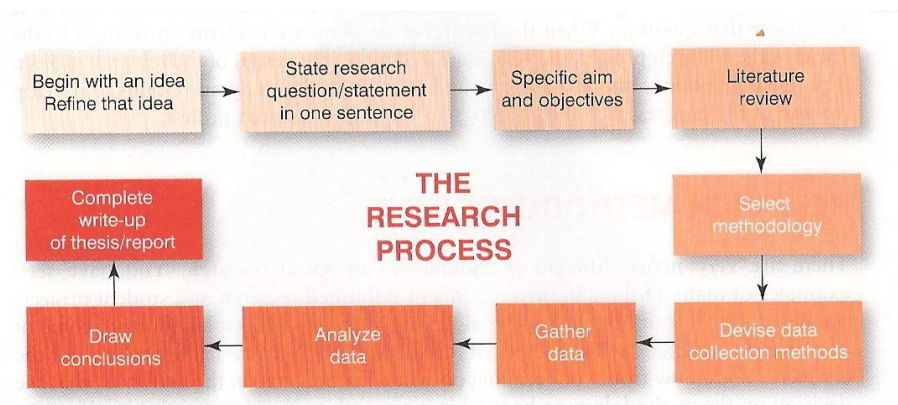 Begin with an idea
Refine that idea
State research
question/statement
in one sentence
Specific aim
and objectives
Literature
review
Select
methodology
Devise data
collection methods
Gather
data
Analyze
data
Draw
conclusions
Complete
write-up
of thesis/report
THE
RESEARCH
PROCESS